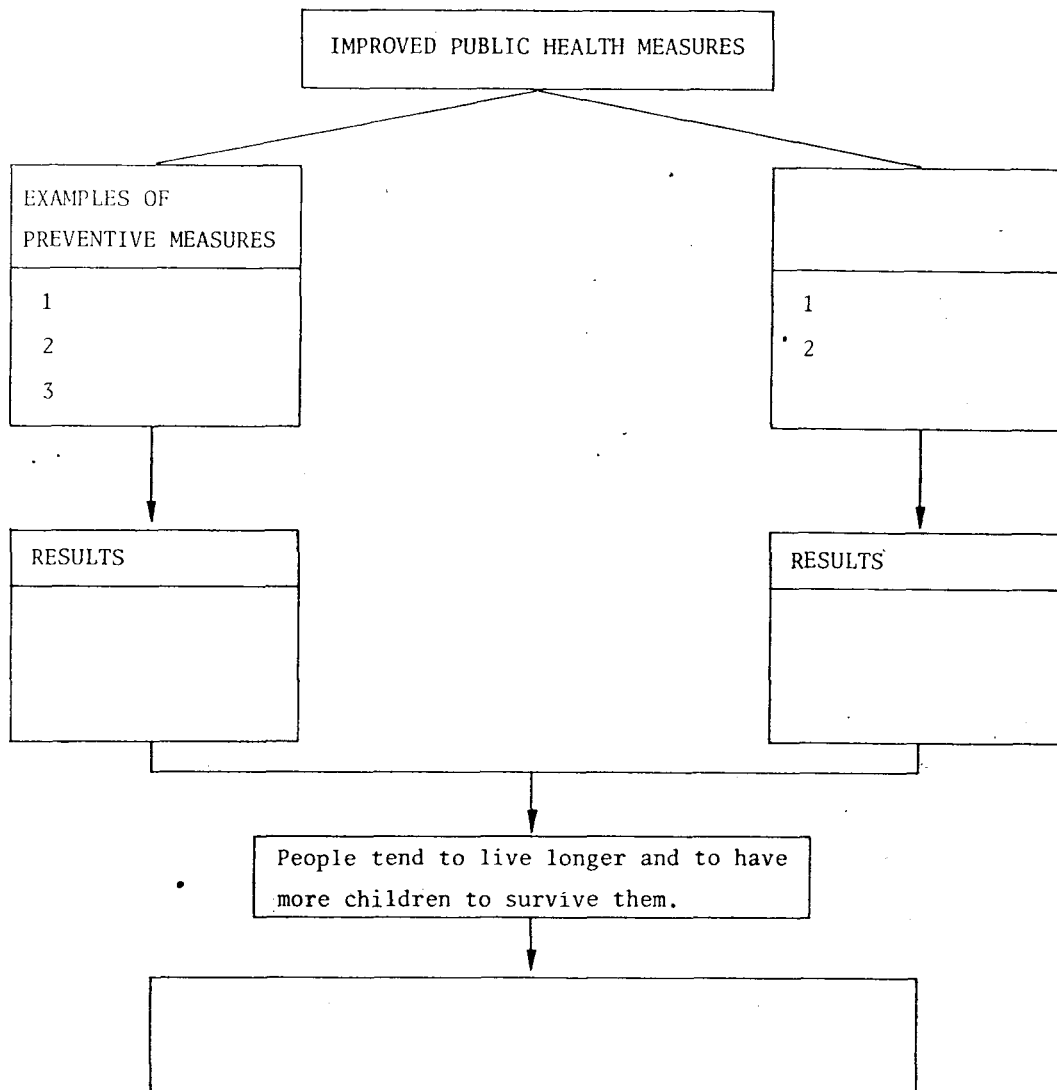 IMPROVED PUBLIC HEALTH MEASURES
EXAMPLES OF
PREVENTIVE MEASURES
1
2
3
1
2
RESULTS
RESULTS
People tend to live longer and to have
more children to survive them.